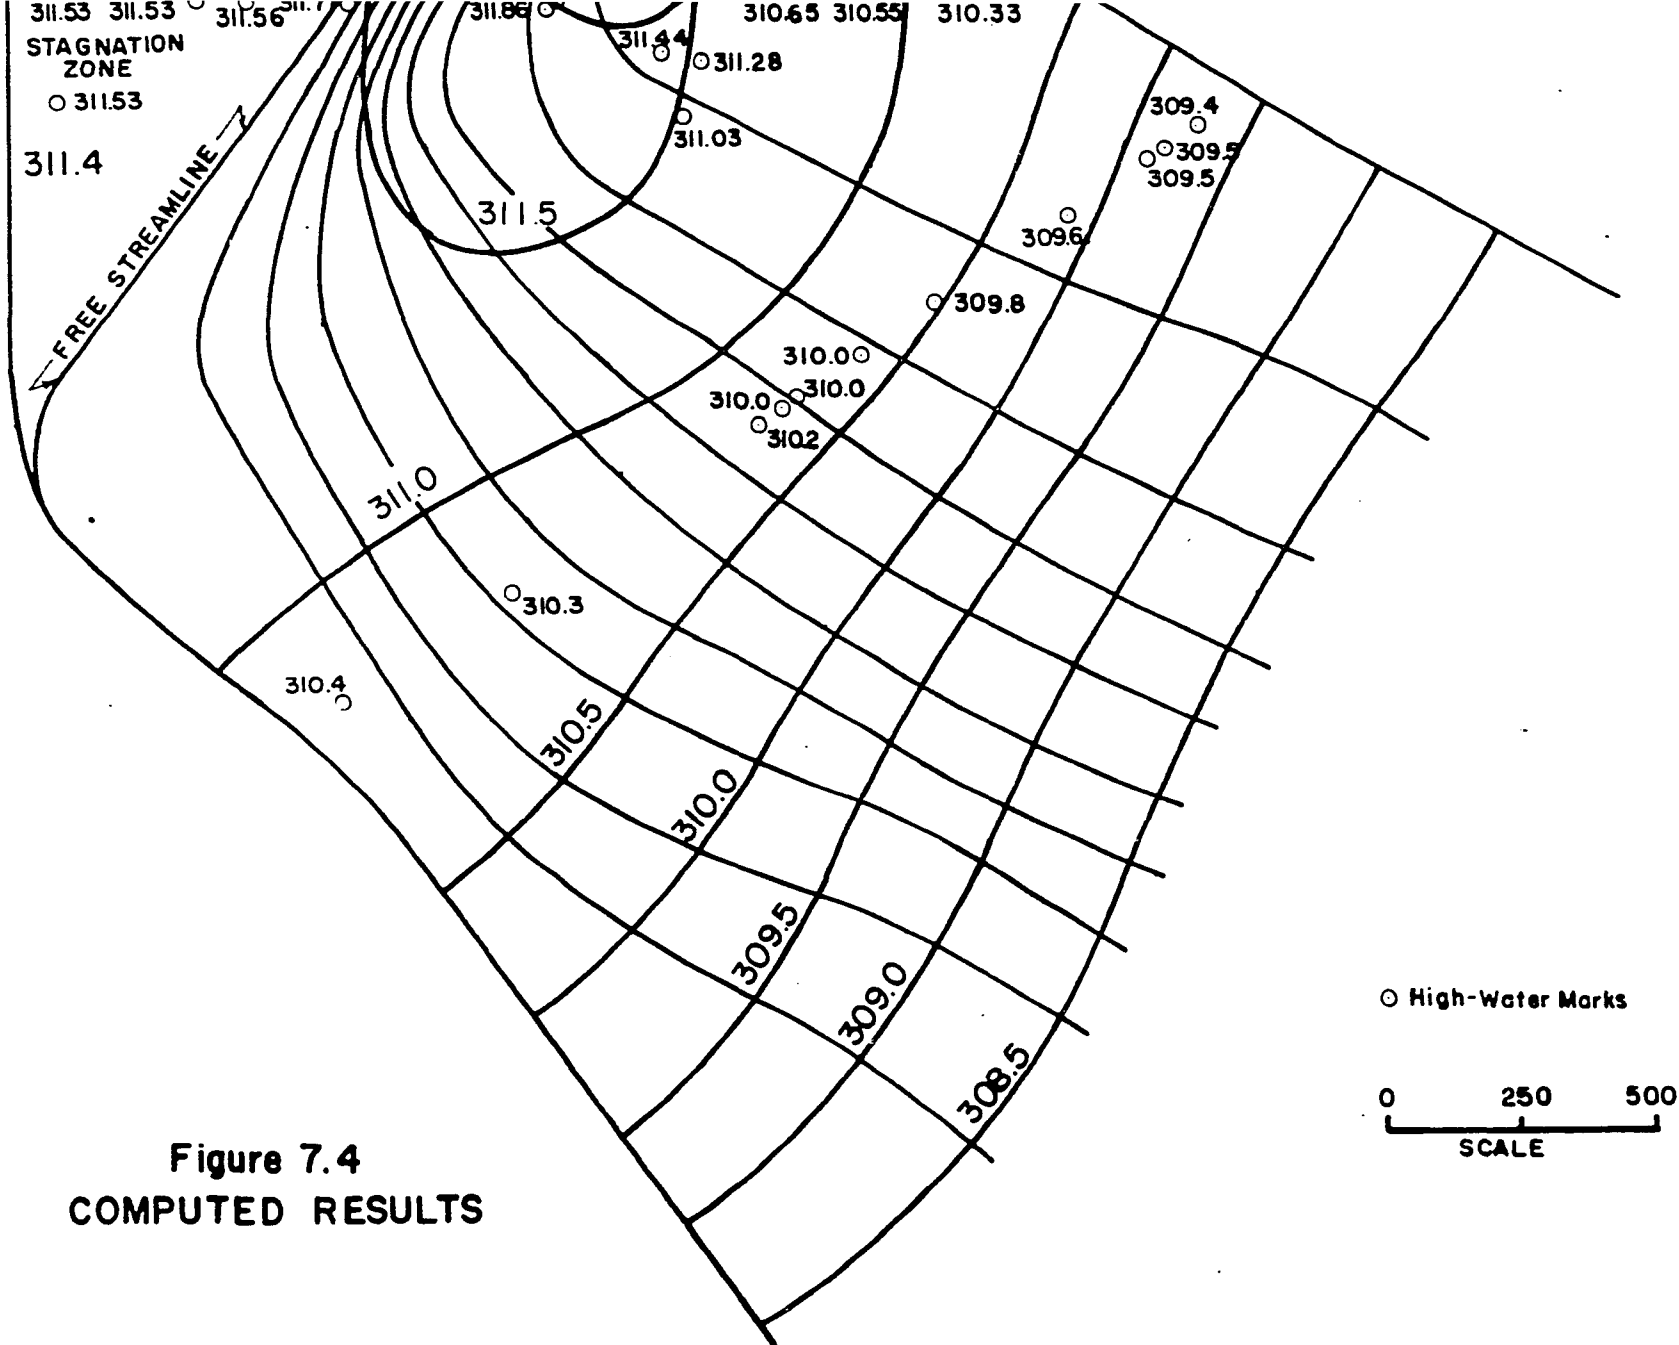 311.53 311.53 311.56 311.7 311.86 310.65 310.55 310.33
STAGNATION
ZONE
311.53
311.4
FREE STREAMLINE
311.44
311.28
311.03
311.5
309.4
309.5
309.5
309.6
309.8
310.0
310.0
310.0
310.2
311.0
310.3
310.4
310.5
310.0
309.5
309.0
308.5
High-Water Marks
0 250 500
SCALE
Figure 7.4
COMPUTED RESULTS